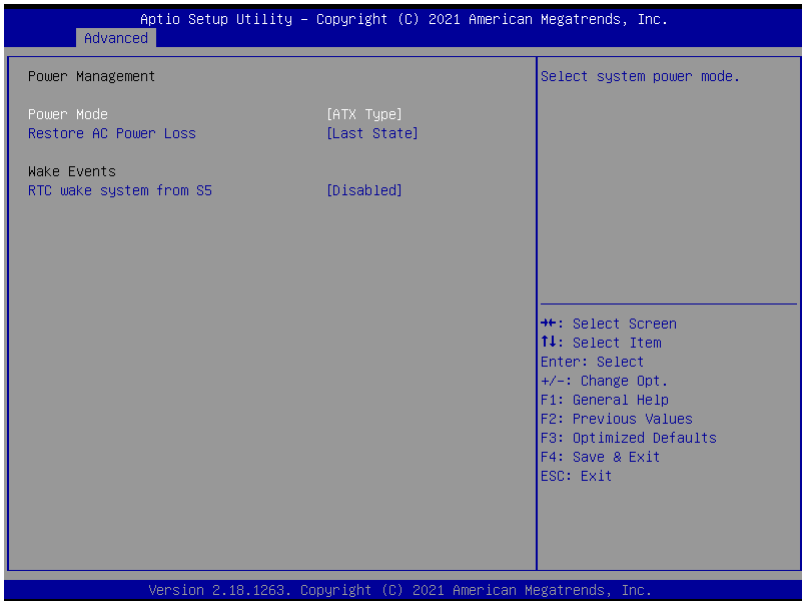 Aptio Setup Utility – Copyright (C) 2021 American Megatrends, Inc.
Advanced
Power Management
Power Mode [ATX Type]
Restore AC Power Loss [Last State]
Wake Events
RTC wake system from S5 [Disabled]
Select system power mode.
→←: Select Screen
↑↓: Select Item
Enter: Select
+/-: Change Opt.
F1: General Help
F2: Previous Values
F3: Optimized Defaults
F4: Save & Exit
ESC: Exit
Version 2.18.1263. Copyright (C) 2021 American Megatrends, Inc.